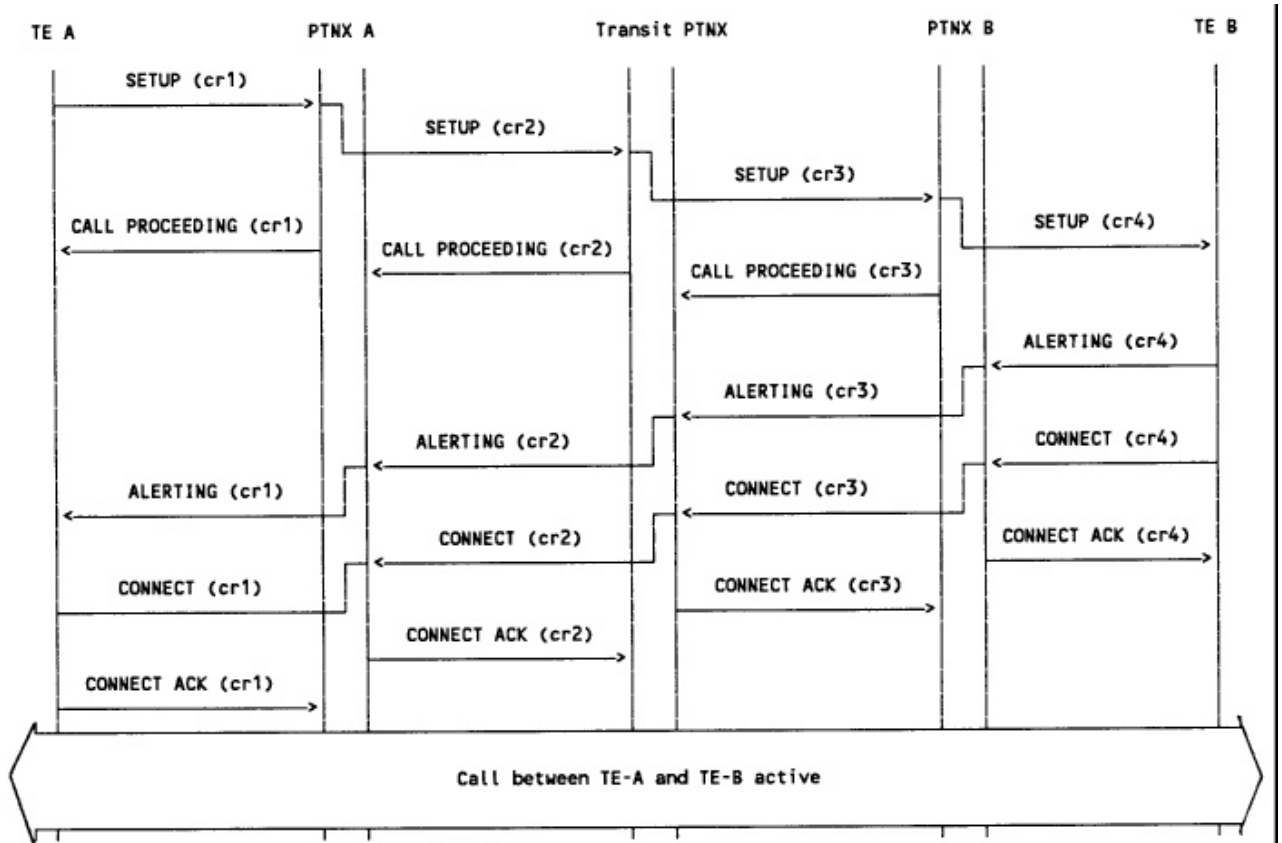 TE A PTNX A Transit PTNX PTNX B TE B
SETUP (cr1)
SETUP (cr2)
SETUP (cr3)
SETUP (cr4)
CALL PROCEEDING (cr1)
CALL PROCEEDING (cr2)
CALL PROCEEDING (cr3)
ALERTING (cr4)
ALERTING (cr3)
ALERTING (cr2)
CONNECT (cr4)
ALERTING (cr1)
CONNECT (cr3)
CONNECT (cr2)
CONNECT ACK (cr4)
CONNECT (cr1)
CONNECT ACK (cr3)
CONNECT ACK (cr2)
CONNECT ACK (cr1)
Call between TE-A and TE-B active